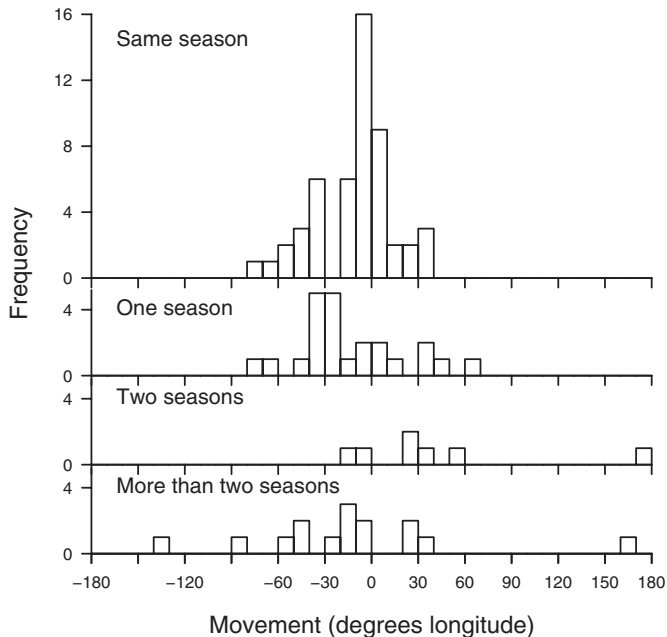 16
Same season
12
8
4
0
Frequency
One season
4
0
Two seasons
4
0
More than two seasons
4
0
−180 −120 −60 −30 0 30 60 90 120 150 180
Movement (degrees longitude)